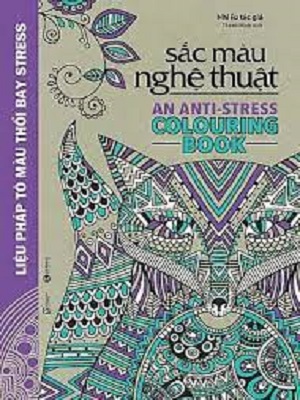 Nhiều tác giả
sắc màu
nghệ thuật
AN ANTI-STRESS
COLOURING
BOOK
LIỆU PHÁP TÔ MÀU THỔI BAY STRESS